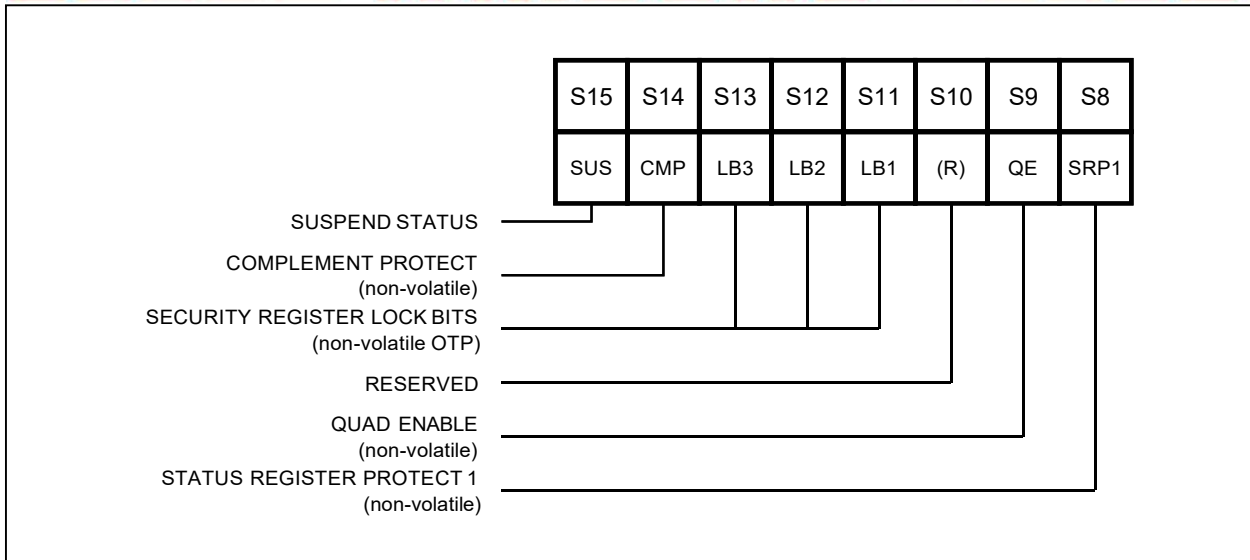 S15 S14 S13 S12 S11 S10 S9 S8
SUS CMP LB3 LB2 LB1 (R) QE SRP1
SUSPEND STATUS
COMPLEMENT PROTECT
(non-volatile)
SECURITY REGISTER LOCK BITS
(non-volatile OTP)
RESERVED
QUAD ENABLE
(non-volatile)
STATUS REGISTER PROTECT 1
(non-volatile)